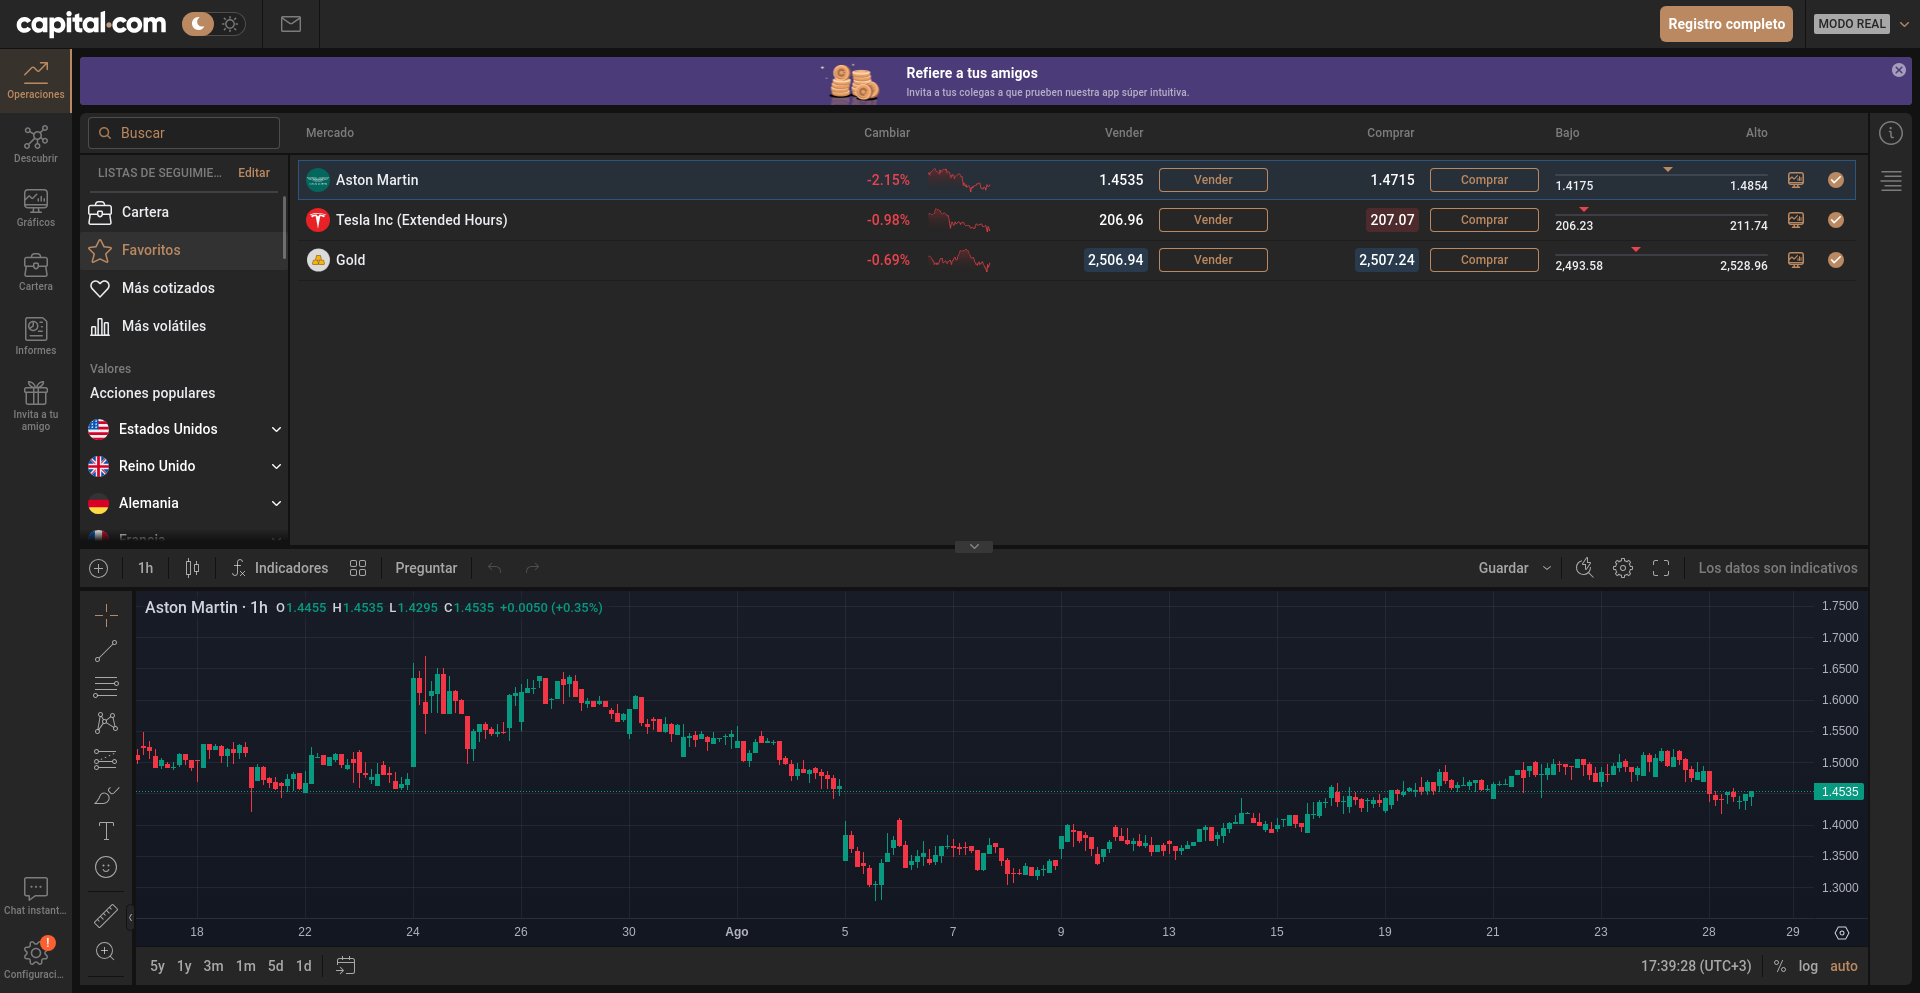 capital.com
Registro completo
MODO REAL
Operaciones
Descubrir
Gráficos
Cartera
Informes
Invita a tu
amigo
Chat instant...
Configuraci...
Refiere a tus amigos
Invita a tus colegas a que prueben nuestra app súper intuitiva.
Buscar
Mercado Cambiar Vender Comprar Bajo Alto
LISTAS DE SEGUIMIE... Editar
Cartera
Favoritos
Más cotizados
Más volátiles
Valores
Acciones populares
Estados Unidos
Reino Unido
Alemania
Francia
Aston Martin -2.15% 1.4535 Vender 1.4715 Comprar 1.4175 1.4854
Tesla Inc (Extended Hours) -0.98% 206.96 Vender 207.07 Comprar 206.23 211.74
Gold -0.69% 2,506.94 Vender 2,507.24 Comprar 2,493.58 2,528.96
1h Indicadores Preguntar Guardar Los datos son indicativos
Aston Martin · 1h O1.4455 H1.4535 L1.4295 C1.4535 +0.0050 (+0.35%)
1.7500
1.7000
1.6500
1.6000
1.5500
1.5000
1.4535
1.4000
1.3500
1.3000
18 22 24 26 30 Ago 5 7 9 13 15 19 21 23 28 29
5y 1y 3m 1m 5d 1d 17:39:28 (UTC+3) % log auto